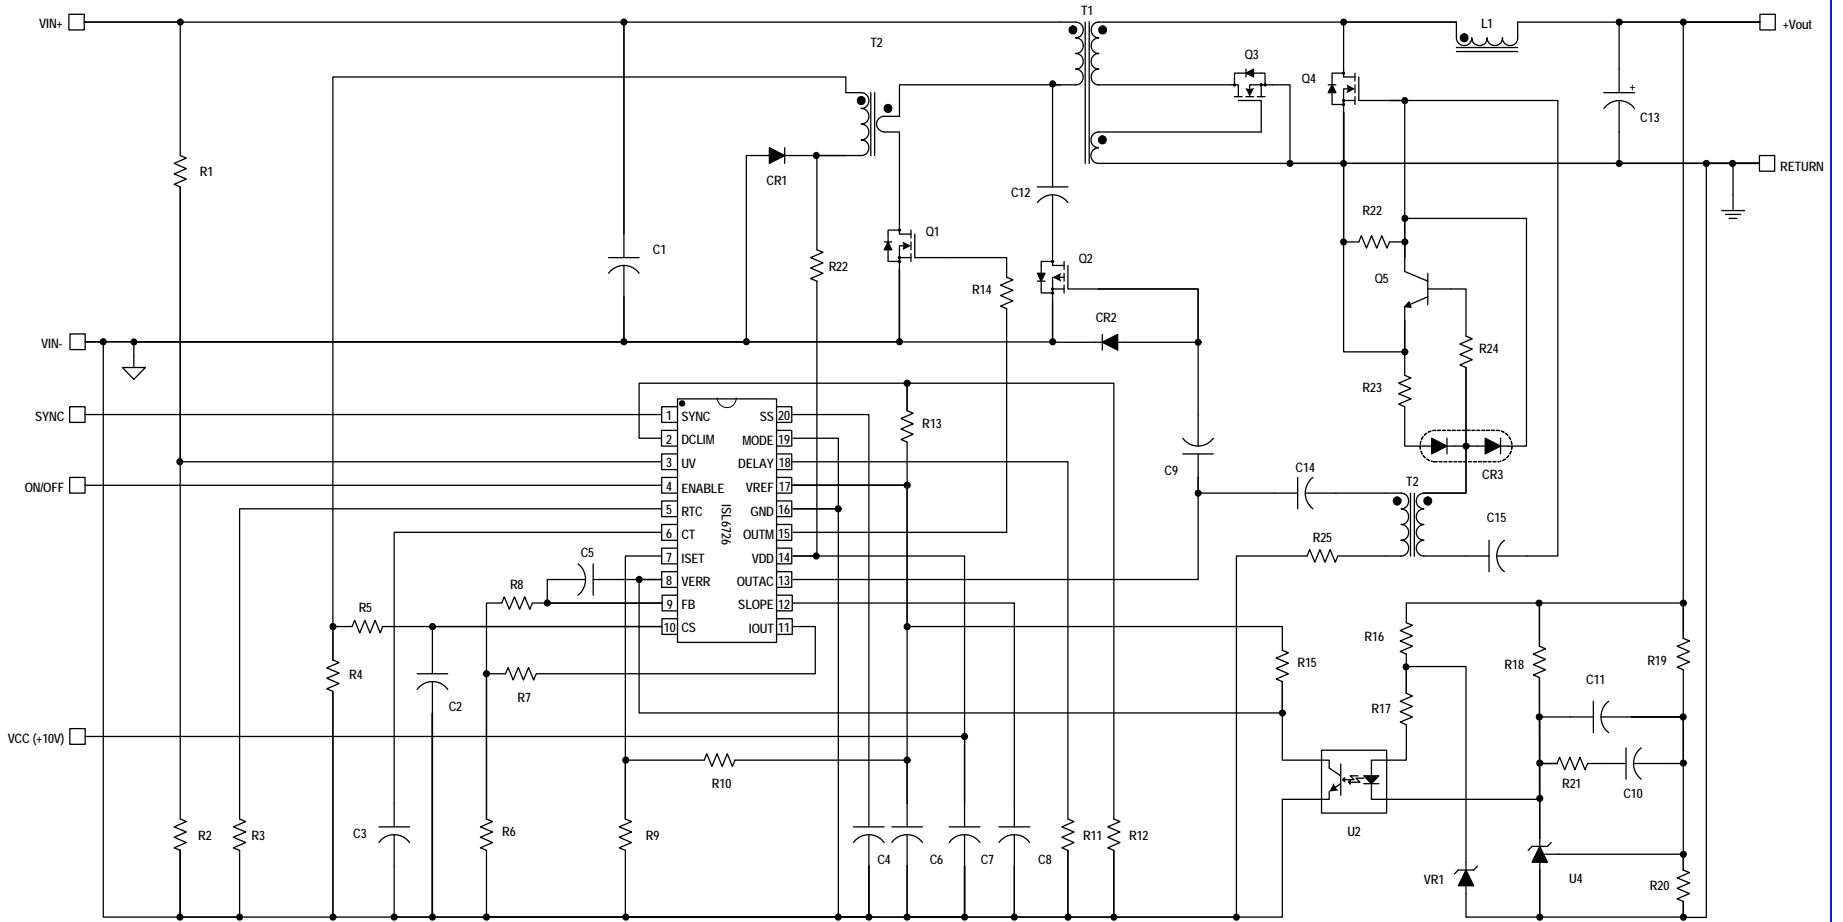 T1
VIN+
L1
+Vout
T2
Q3
Q4
+
C13
R1
CR1
C12
RETURN
R22
Q1
C1
R22
Q2
Q5
R14
CR2
VIN-
R24
R23
SYNC
1 SYNC SS 20
R13
2 DCLIM MODE 19
3 UV DELAY 18
C9
C14
CR3
ON/OFF
4 ENABLE VREF 17
T2
5 RTC GND 16
ISL6726
6 CT OUTM 15
C15
R25
C5
7 ISET VDD 14
R8
8 VERR OUTAC 13
9 FB SLOPE 12
R5
10 CS IOUT 11
R16
R15
R18
R19
R4
C11
R7
C2
R17
VCC (+10V)
R10
R21
C10
U2
R2
R3
C3
R6
R9
C4
C6
C7
C8
R11
R12
VR1
U4
R20